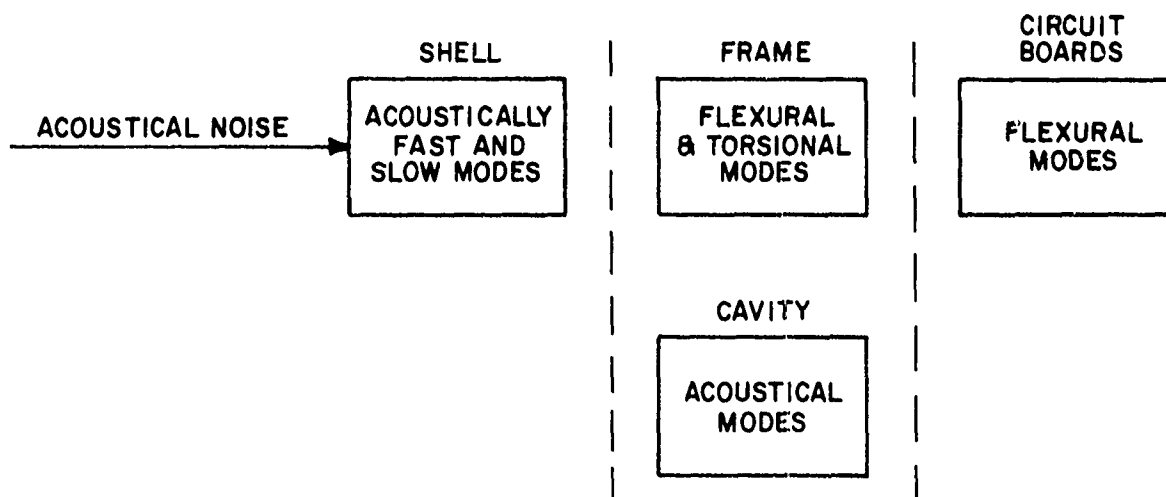 SHELL
FRAME
CIRCUIT
BOARDS
ACOUSTICAL NOISE
ACOUSTICALLY
FAST AND
SLOW MODES
FLEXURAL
& TORSIONAL
MODES
FLEXURAL
MODES
CAVITY
ACOUSTICAL
MODES